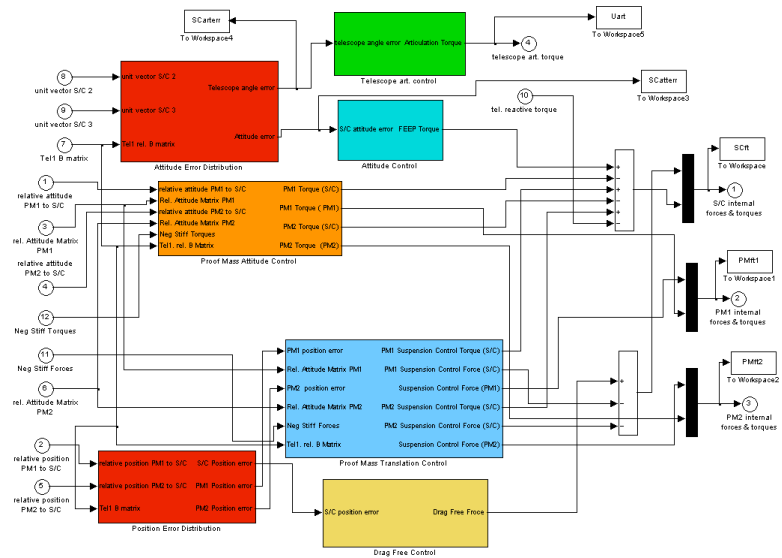 SCarterr
To Workspace4
telescope angle error Articulation Torque
Telescope art. control
Uart
To Workspace5
4
telescope art. torque
8
unit vector S/C 2
9
unit vector S/C 3
7
Tel1 B matrix
unit vector S/C 2
unit vector S/C 3
Tel1 rel. B matrix
Telescope angle error
Attitude error
Attitude Error Distribution
S/C attitude error FEEP Torque
Attitude Control
SCatterr
To Workspace3
10
tel. reactive torque
SCft
To Workspace
1
S/C internal
forces & torques
1
relative attitude
PM1 to S/C
3
rel. Attitude Matrix
PM1
relative attitude
PM2 to S/C
4
12
Neg Stiff Torques
11
Neg Stiff Forces
6
rel. Attitude Matrix
PM2
relative attitude PM1 to S/C
Rel. Attitude Matrix PM1
relative attitude PM2 to S/C
Rel. Attitude Matrix PM2
Neg Stiff Torques
Tel1. rel. B Matrix
PM1 Torque (S/C)
PM1 Torque ( PM1)
PM2 Torque (S/C)
PM2 Torque (PM2)
Proof Mass Attitude Control
+
−
+
−
+
−
PMft1
To Workspace1
2
PM1 internal
forces & torques
PM1 position error
Rel. Attitude Matrix PM1
PM2 position error
Rel. Attitude Matrix PM2
Neg Stiff Forces
Tel1. rel. B Matrix
PM1 Suspension Control Torque (S/C)
PM1 Suspension Control Force (S/C)
Suspension Control Force (PM1)
PM2 Suspension Control Torque (S/C)
PM2 Suspension Control Force (S/C)
Suspension Control Force (PM2)
Proof Mass Translation Control
+
−
−
PMft2
To Workspace2
3
PM2 internal
forces & torques
2
relative position
PM1 to S/C
5
relative position
PM2 to S/C
relative position PM1 to S/C
relative position PM2 to S/C
Tel1 B matrix
S/C Position error
PM1 Position error
PM2 Position error
Position Error Distribution
S/C position error
Drag Free Froce
Drag Free Control